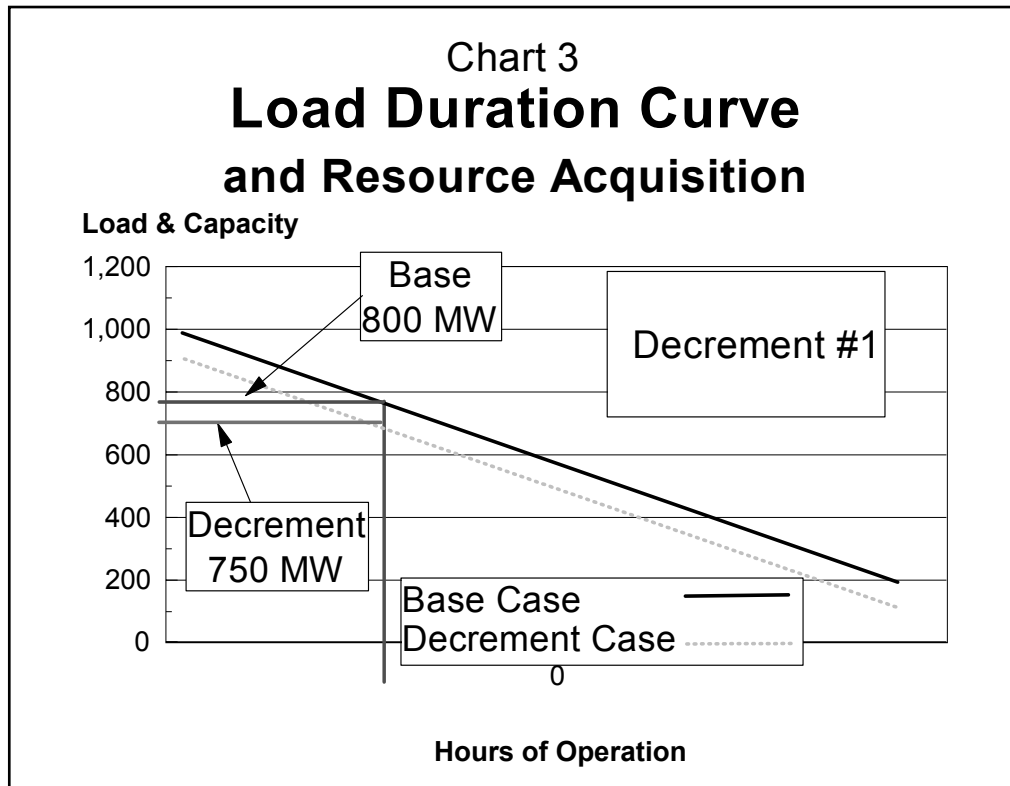 Chart 3
Load Duration Curve
and Resource Acquisition
Load & Capacity
1,200
1,000
800
600
400
200
0
Base
800 MW
Decrement #1
Decrement
750 MW
Base Case
Decrement Case
0
Hours of Operation